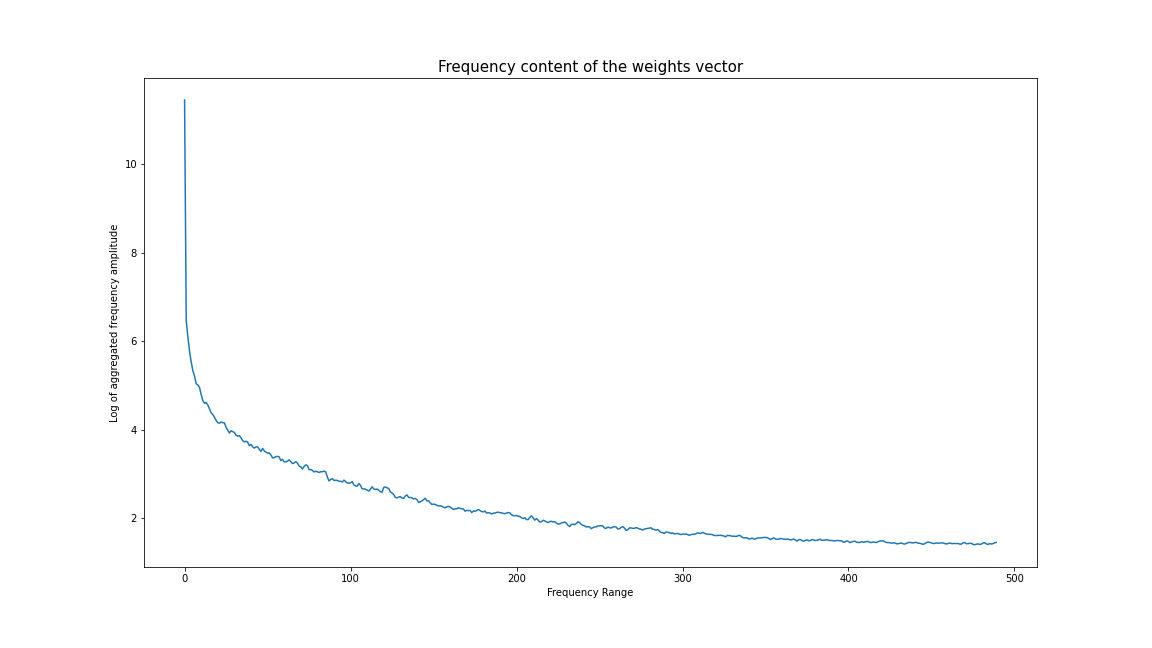 Frequency content of the weights vector
Log of aggregated frequency amplitude
10
8
6
4
2
0 100 200 300 400 500
Frequency Range